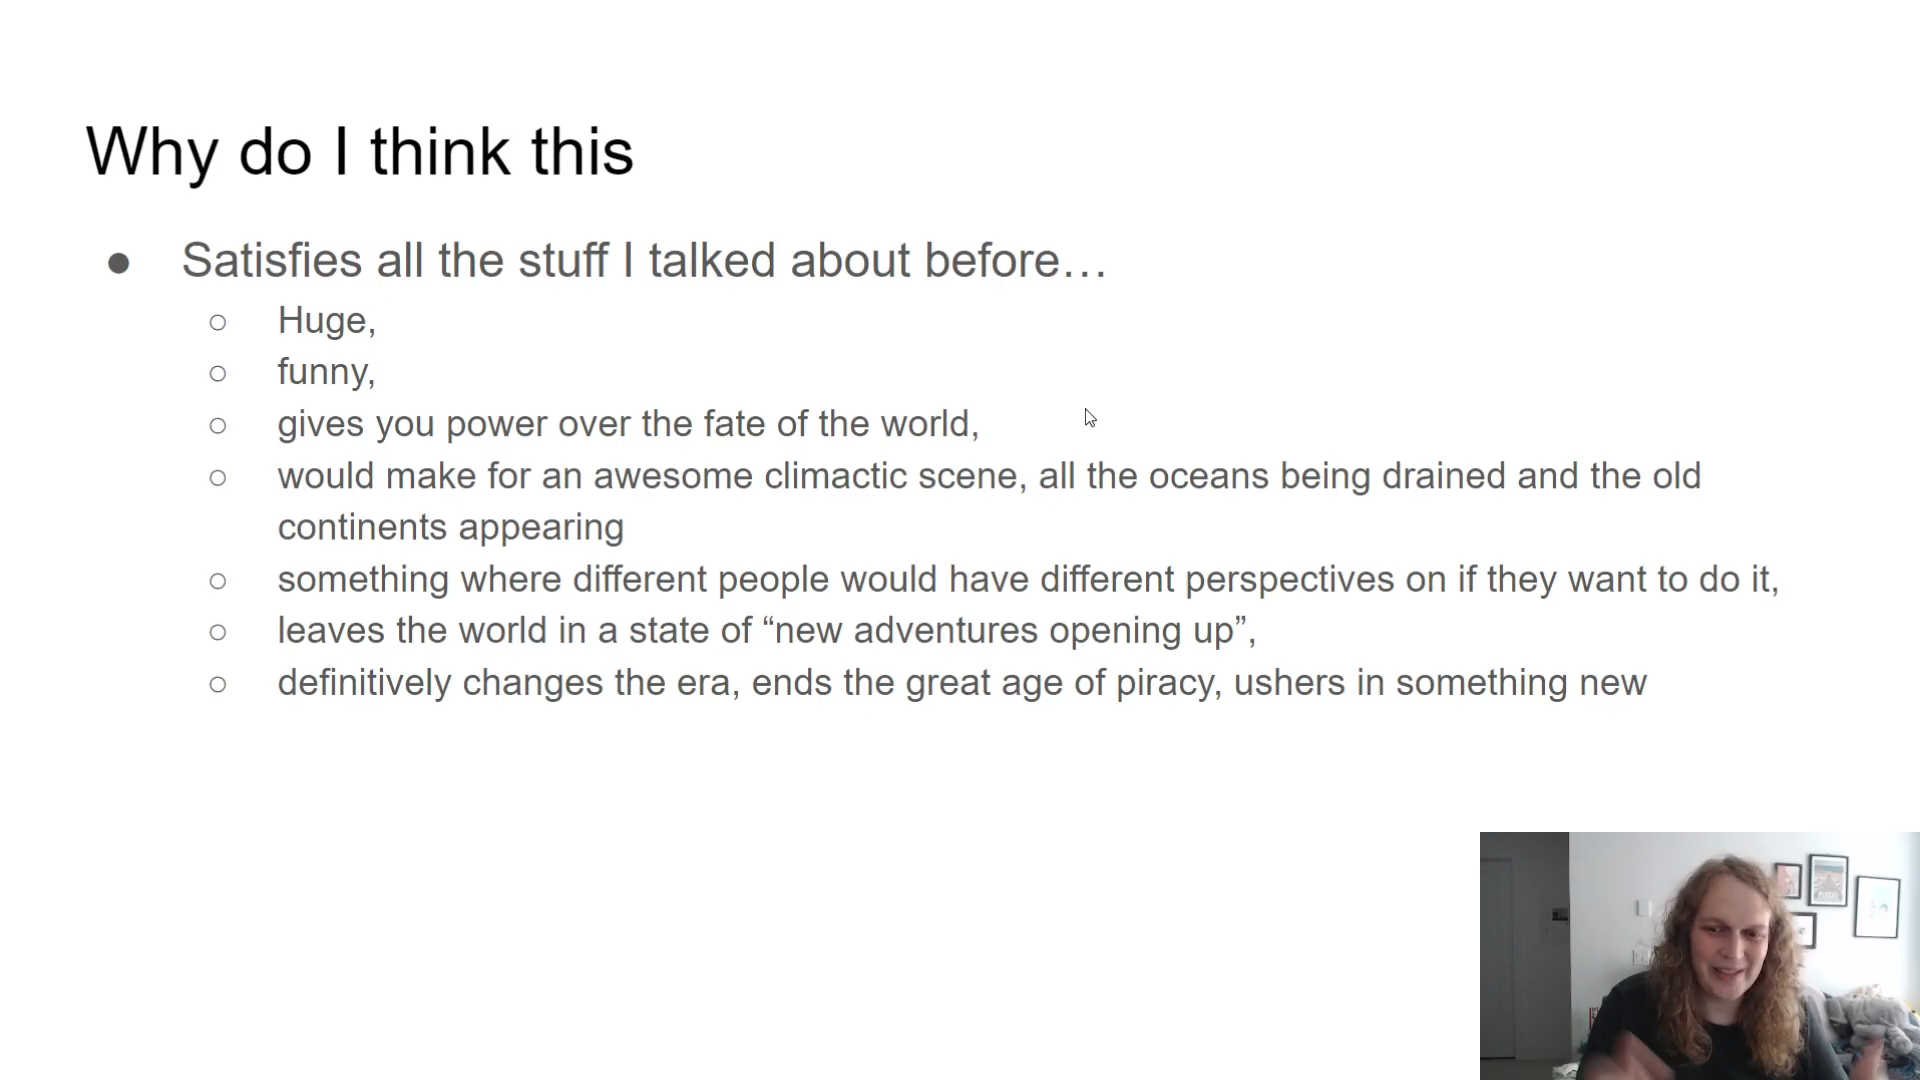 Why do I think this
● Satisfies all the stuff I talked about before…
○ Huge,
○ funny,
○ gives you power over the fate of the world,
○ would make for an awesome climactic scene, all the oceans being drained and the old
continents appearing
○ something where different people would have different perspectives on if they want to do it,
○ leaves the world in a state of “new adventures opening up”,
○ definitively changes the era, ends the great age of piracy, ushers in something new